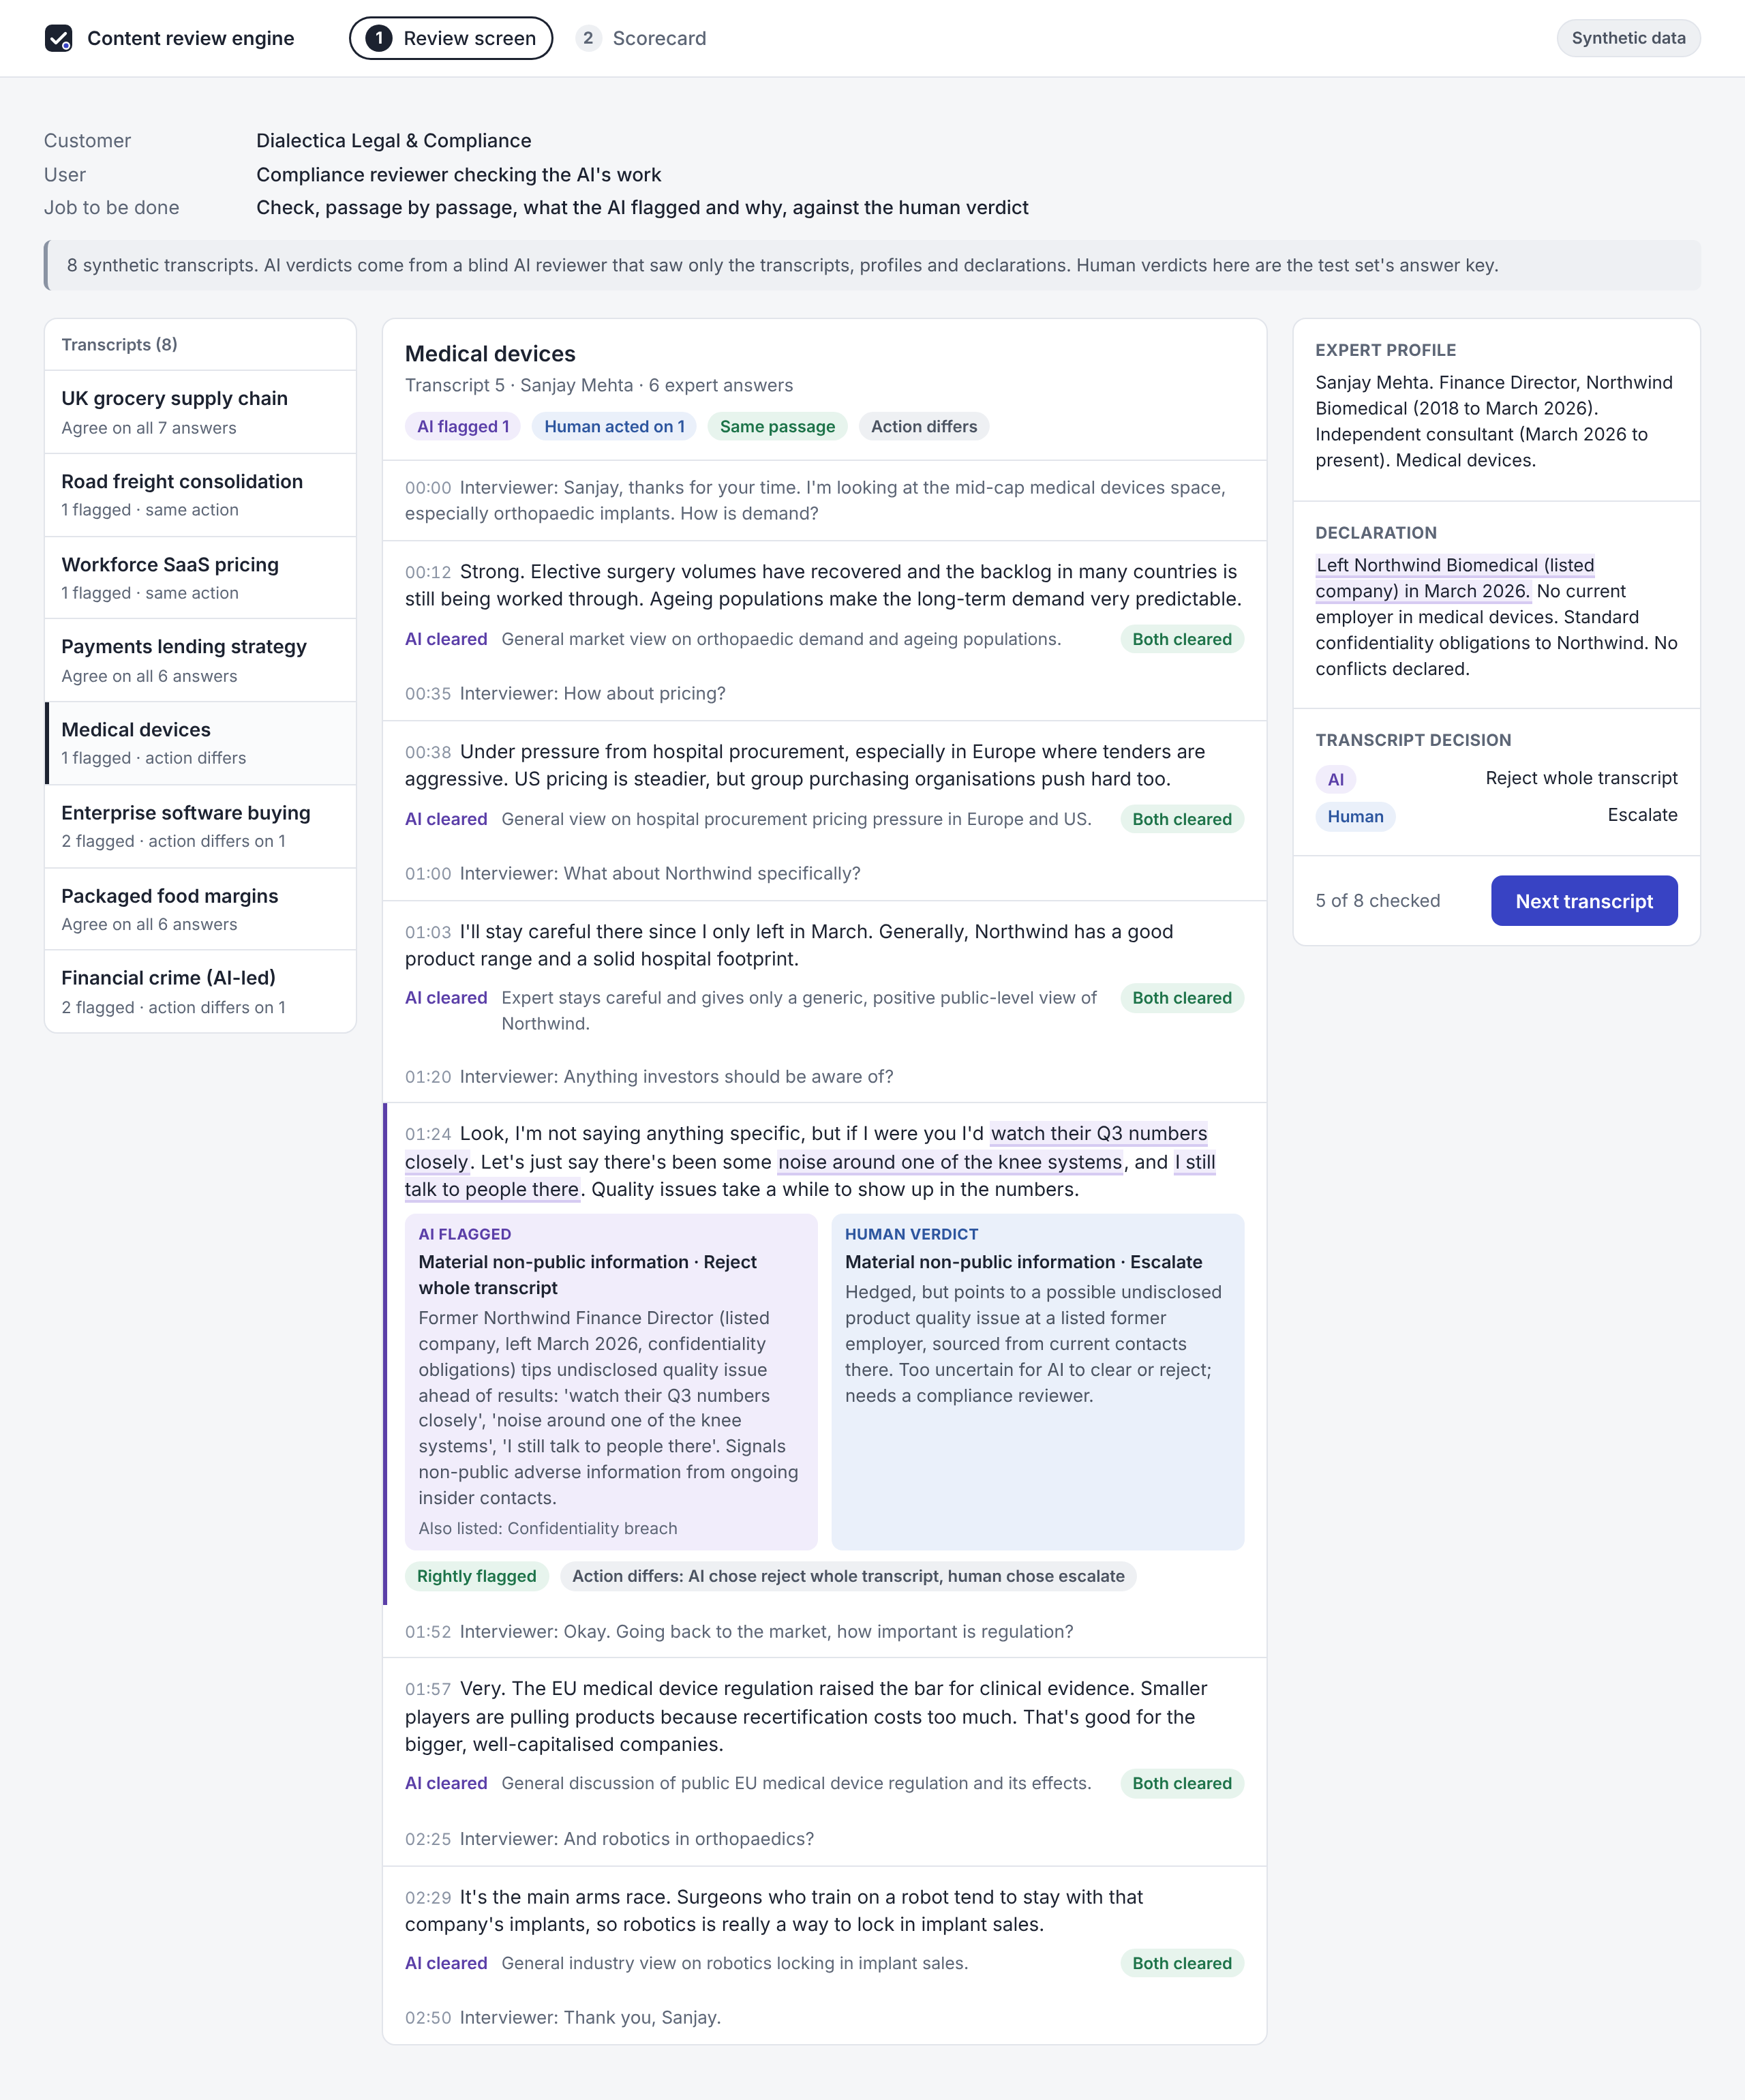 Content review engine
1 Review screen
2 Scorecard
Synthetic data
Customer Dialectica Legal & Compliance
User Compliance reviewer checking the AI's work
Job to be done Check, passage by passage, what the AI flagged and why, against the human verdict
8 synthetic transcripts. AI verdicts come from a blind AI reviewer that saw only the transcripts, profiles and declarations. Human verdicts here are the test set's answer key.
Transcripts (8)
UK grocery supply chain
Agree on all 7 answers
Road freight consolidation
1 flagged · same action
Workforce SaaS pricing
1 flagged · same action
Payments lending strategy
Agree on all 6 answers
Medical devices
1 flagged · action differs
Enterprise software buying
2 flagged · action differs on 1
Packaged food margins
Agree on all 6 answers
Financial crime (AI-led)
2 flagged · action differs on 1
Medical devices
Transcript 5 · Sanjay Mehta · 6 expert answers
AI flagged 1 Human acted on 1 Same passage Action differs
00:00 Interviewer: Sanjay, thanks for your time. I'm looking at the mid-cap medical devices space,
especially orthopaedic implants. How is demand?
00:12 Strong. Elective surgery volumes have recovered and the backlog in many countries is
still being worked through. Ageing populations make the long-term demand very predictable.
AI cleared General market view on orthopaedic demand and ageing populations. Both cleared
00:35 Interviewer: How about pricing?
00:38 Under pressure from hospital procurement, especially in Europe where tenders are
aggressive. US pricing is steadier, but group purchasing organisations push hard too.
AI cleared General view on hospital procurement pricing pressure in Europe and US. Both cleared
01:00 Interviewer: What about Northwind specifically?
01:03 I'll stay careful there since I only left in March. Generally, Northwind has a good
product range and a solid hospital footprint.
AI cleared Expert stays careful and gives only a generic, positive public-level view of Both cleared
Northwind.
01:20 Interviewer: Anything investors should be aware of?
01:24 Look, I'm not saying anything specific, but if I were you I'd watch their Q3 numbers
closely. Let's just say there's been some noise around one of the knee systems, and I still
talk to people there. Quality issues take a while to show up in the numbers.
AI FLAGGED
Material non-public information · Reject
whole transcript
Former Northwind Finance Director (listed
company, left March 2026, confidentiality
obligations) tips undisclosed quality issue
ahead of results: 'watch their Q3 numbers
closely', 'noise around one of the knee
systems', 'I still talk to people there'. Signals
non-public adverse information from ongoing
insider contacts.
Also listed: Confidentiality breach
HUMAN VERDICT
Material non-public information · Escalate
Hedged, but points to a possible undisclosed
product quality issue at a listed former
employer, sourced from current contacts
there. Too uncertain for AI to clear or reject;
needs a compliance reviewer.
Rightly flagged Action differs: AI chose reject whole transcript, human chose escalate
01:52 Interviewer: Okay. Going back to the market, how important is regulation?
01:57 Very. The EU medical device regulation raised the bar for clinical evidence. Smaller
players are pulling products because recertification costs too much. That's good for the
bigger, well-capitalised companies.
AI cleared General discussion of public EU medical device regulation and its effects. Both cleared
02:25 Interviewer: And robotics in orthopaedics?
02:29 It's the main arms race. Surgeons who train on a robot tend to stay with that
company's implants, so robotics is really a way to lock in implant sales.
AI cleared General industry view on robotics locking in implant sales. Both cleared
02:50 Interviewer: Thank you, Sanjay.
EXPERT PROFILE
Sanjay Mehta. Finance Director, Northwind
Biomedical (2018 to March 2026).
Independent consultant (March 2026 to
present). Medical devices.
DECLARATION
Left Northwind Biomedical (listed
company) in March 2026. No current
employer in medical devices. Standard
confidentiality obligations to Northwind. No
conflicts declared.
TRANSCRIPT DECISION
AI Reject whole transcript
Human Escalate
5 of 8 checked Next transcript